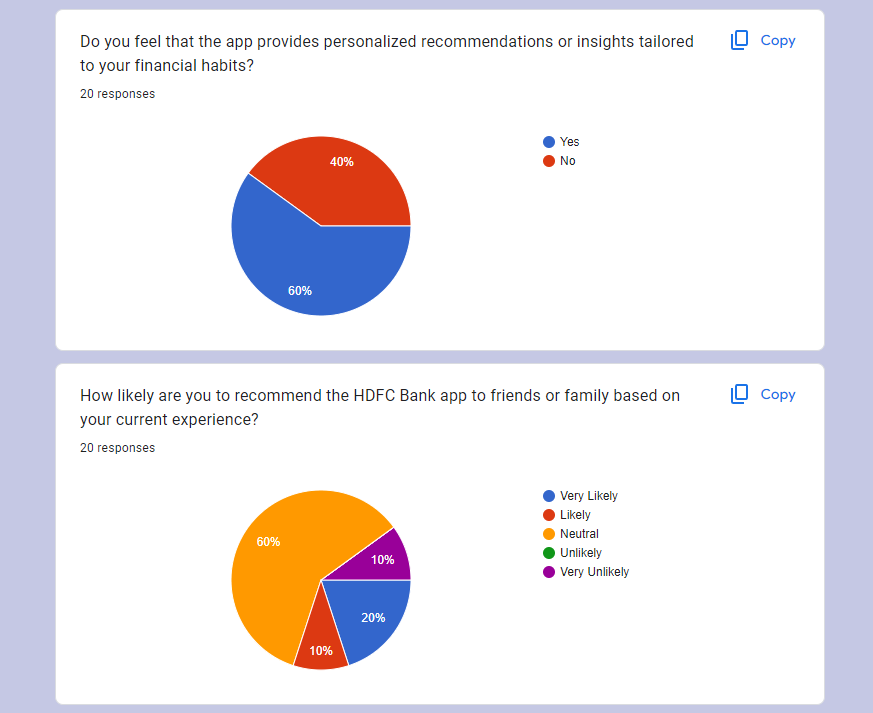 Do you feel that the app provides personalized recommendations or insights tailored
to your financial habits?
Copy
20 responses
40%
60%
Yes
No
How likely are you to recommend the HDFC Bank app to friends or family based on
your current experience?
Copy
20 responses
60%
10%
20%
10%
Very Likely
Likely
Neutral
Unlikely
Very Unlikely